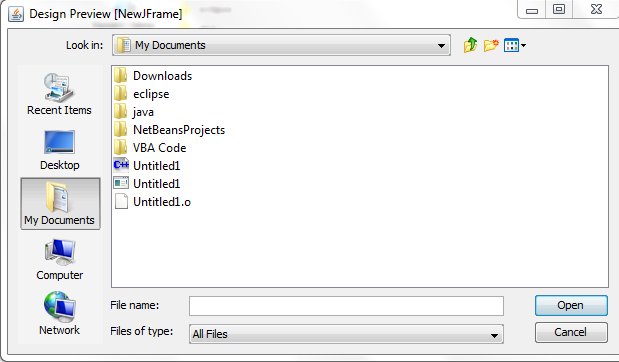 Design Preview [NewJFrame]
Look in: My Documents
Recent Items
Desktop
My Documents
Computer
Network
Downloads
eclipse
java
NetBeansProjects
VBA Code
C++ Untitled1
Untitled1
Untitled1.o
File name: Open
Files of type: All Files Cancel